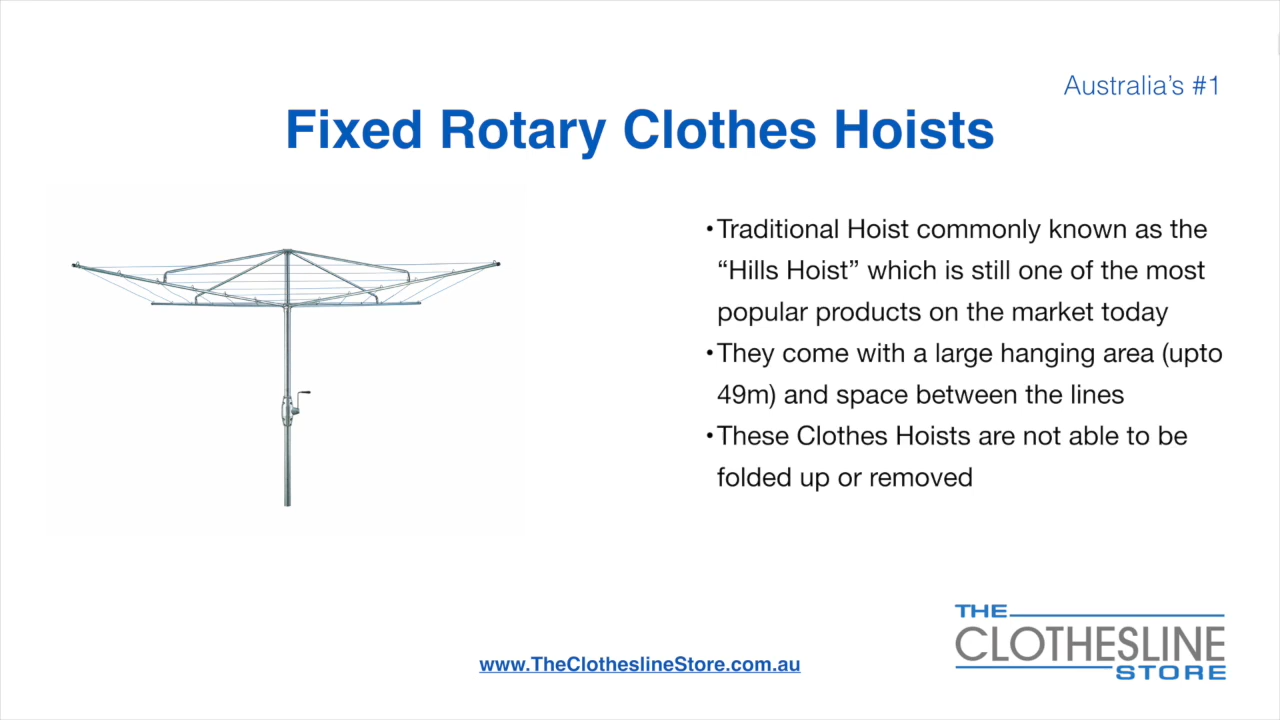 Australia's #1
Fixed Rotary Clothes Hoists
•Traditional Hoist commonly known as the
“Hills Hoist” which is still one of the most
popular products on the market today
•They come with a large hanging area (upto
49m) and space between the lines
•These Clothes Hoists are not able to be
folded up or removed
THE
CLOTHESLINE
STORE
www.TheClotheslineStore.com.au